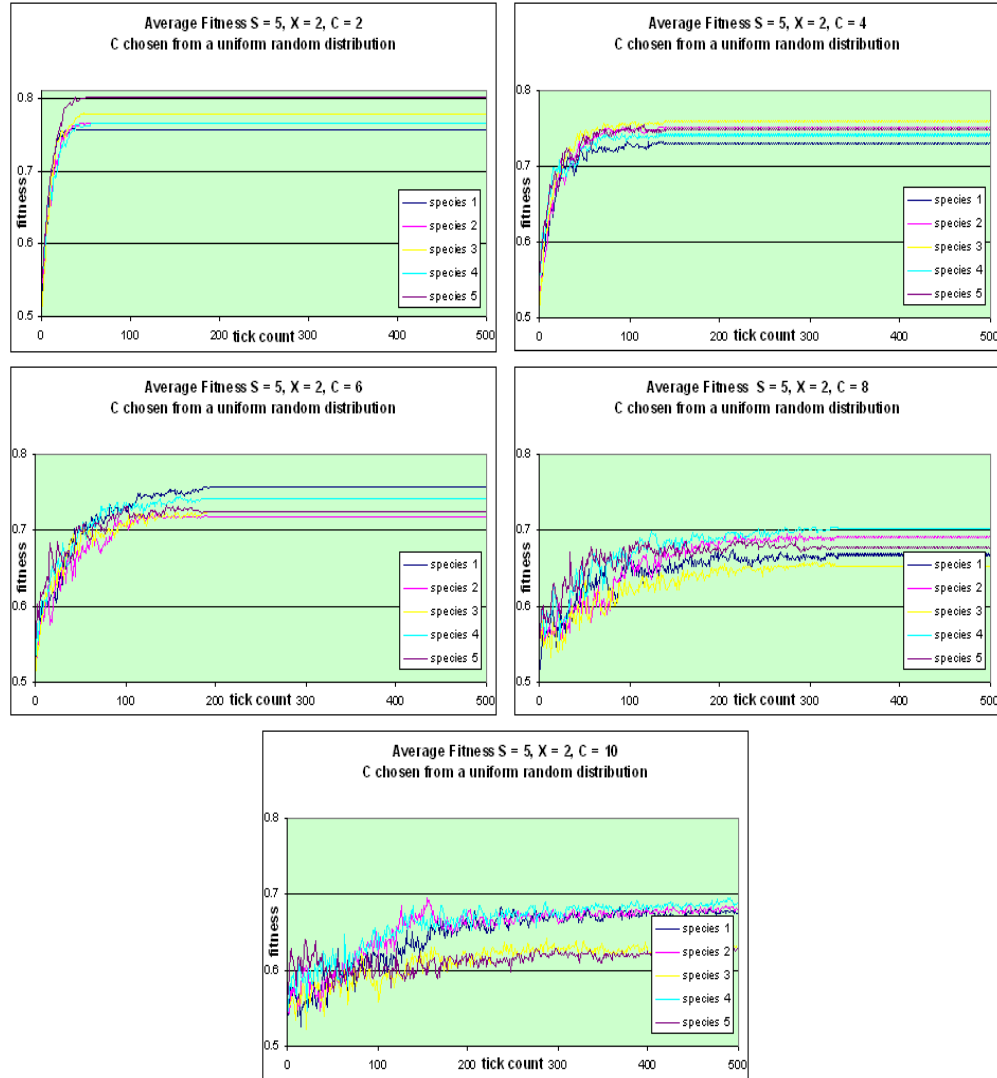 Average Fitness S = 5, X = 2, C = 2
C chosen from a uniform random distribution
0.8
0.7
0.6
0.5
fitness
0
100
200
300
400
500
tick count
species 1
species 2
species 3
species 4
species 5
Average Fitness S = 5, X = 2, C = 4
C chosen from a uniform random distribution
0.8
0.7
0.6
0.5
fitness
0
100
200
300
400
500
tick count
species 1
species 2
species 3
species 4
species 5
Average Fitness S = 5, X = 2, C = 6
C chosen from a uniform random distribution
0.8
0.7
0.6
0.5
fitness
0
100
200
300
400
500
tick count
species 1
species 2
species 3
species 4
species 5
Average Fitness S = 5, X = 2, C = 8
C chosen from a uniform random distribution
0.8
0.7
0.6
0.5
fitness
0
100
200
300
400
500
tick count
species 1
species 2
species 3
species 4
species 5
Average Fitness S = 5, X = 2, C = 10
C chosen from a uniform random distribution
0.8
0.7
0.6
0.5
fitness
0
100
200
300
400
500
tick count
species 1
species 2
species 3
species 4
species 5